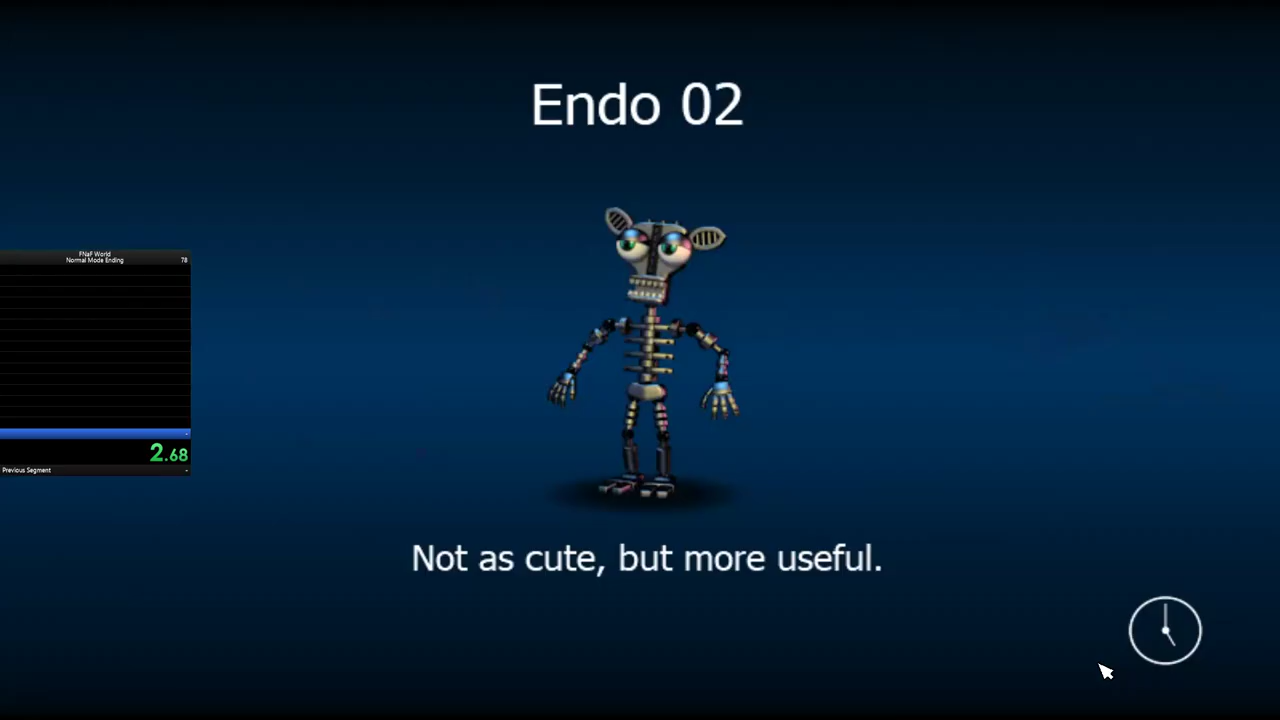 Endo 02
FNaF World
Normal Mode Ending
78
-
2.68
Previous Segment
-
Not as cute, but more useful.